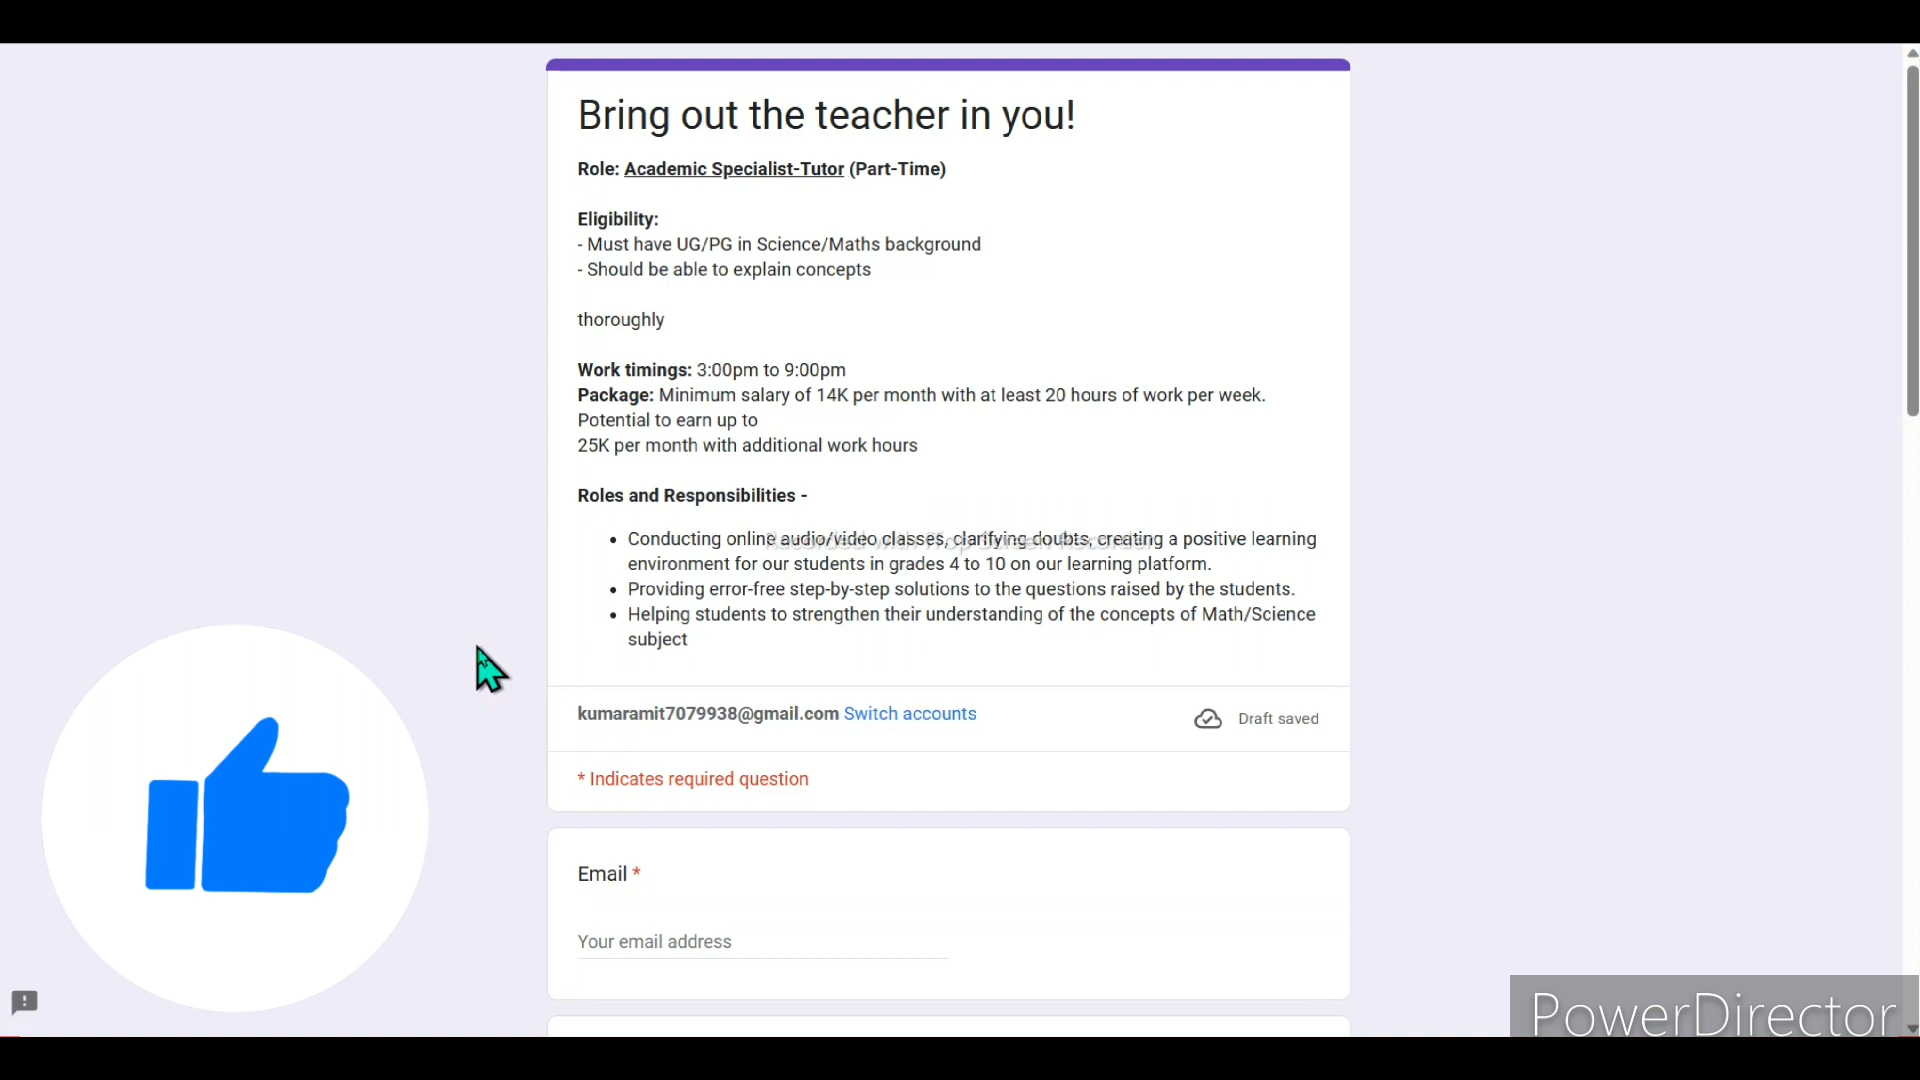 Bring out the teacher in you!
Role: Academic Specialist-Tutor (Part-Time)
Eligibility:
- Must have UG/PG in Science/Maths background
- Should be able to explain concepts
thoroughly
Work timings: 3:00pm to 9:00pm
Package: Minimum salary of 14K per month with at least 20 hours of work per week.
Potential to earn up to
25K per month with additional work hours
Roles and Responsibilities -
Conducting online audio/video classes, clarifying doubts, creating a positive learning
Recorded with iTop Screen Recorder
environment for our students in grades 4 to 10 on our learning platform.
Providing error-free step-by-step solutions to the questions raised by the students.
Helping students to strengthen their understanding of the concepts of Math/Science
subject
kumaramit7079938@gmail.com Switch accounts
Draft saved
* Indicates required question
Email *
Your email address
PowerDirector